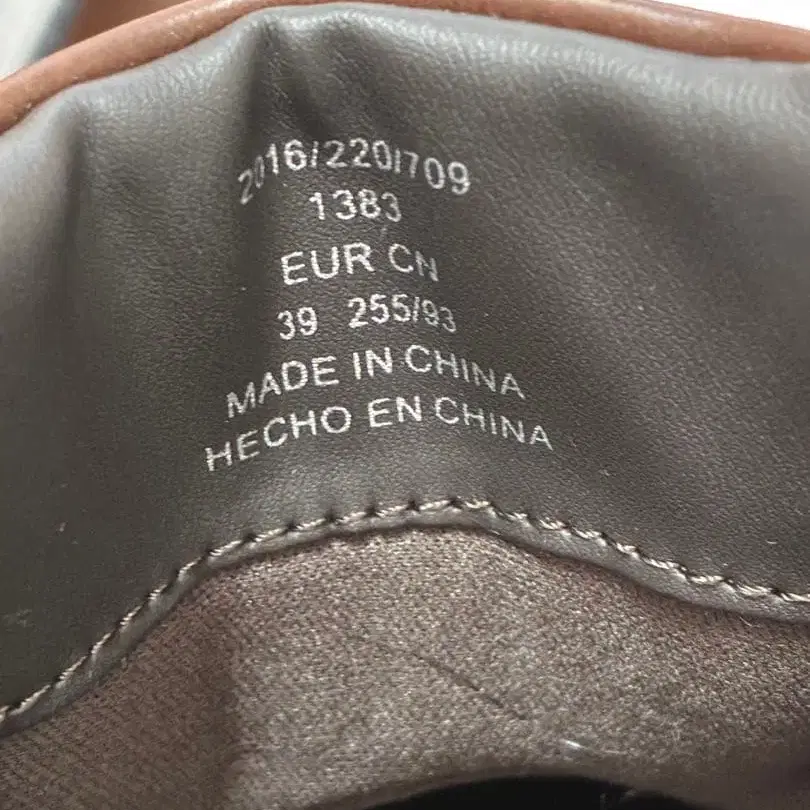 2016/220/709
1383
EUR CN
39 255/93
MADE IN CHINA
HECHO EN CHINA